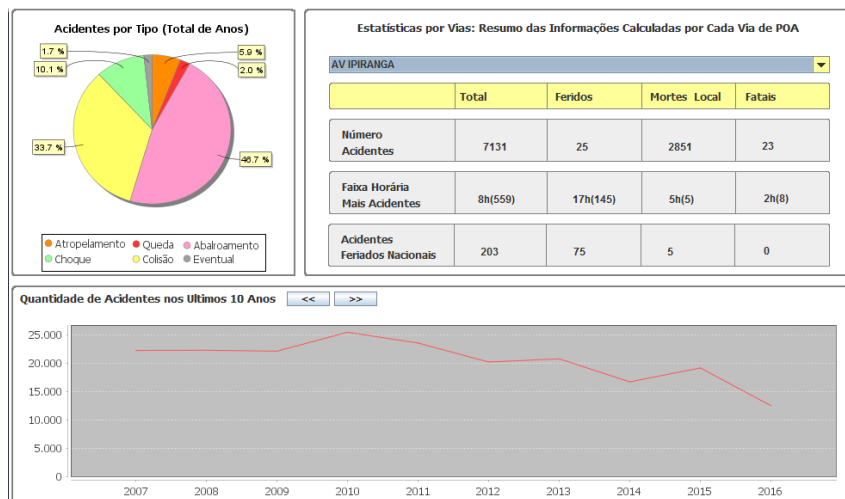 Acidentes por Tipo (Total de Anos)
1.7 %
5.9 %
10.1 %
2.0 %
33.7 %
46.7 %
Atropelamento Queda Abalroamento
Choque Colisão Eventual
Estatísticas por Vias: Resumo das Informações Calculadas por Cada Via de POA
AV IPIRANGA
Total Feridos Mortes Local Fatais
Número
Acidentes 7131 25 2851 23
Faixa Horária
Mais Acidentes 8h(559) 17h(145) 5h(5) 2h(8)
Acidentes
Feriados Nacionais 203 75 5 0
Quantidade de Acidentes nos Ultimos 10 Anos << >>
25.000
20.000
15.000
10.000
5.000
0
2007 2008 2009 2010 2011 2012 2013 2014 2015 2016